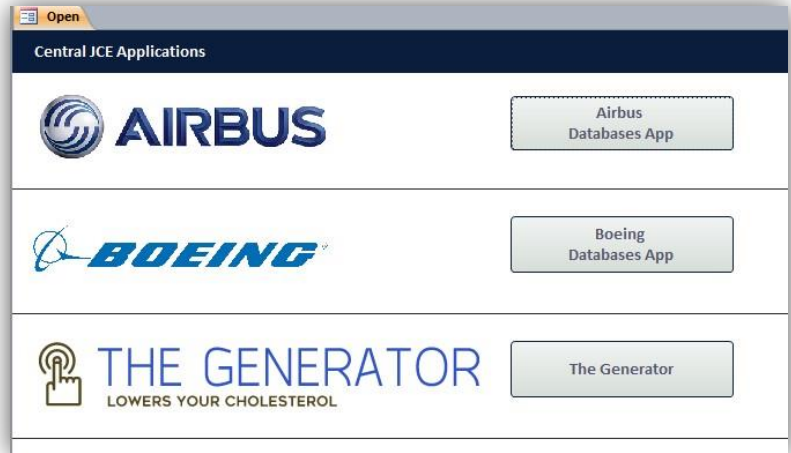 Open
Central JCE Applications
AIRBUS
Airbus
Databases App
BOEING
Boeing
Databases App
THE GENERATOR
LOWERS YOUR CHOLESTEROL
The Generator